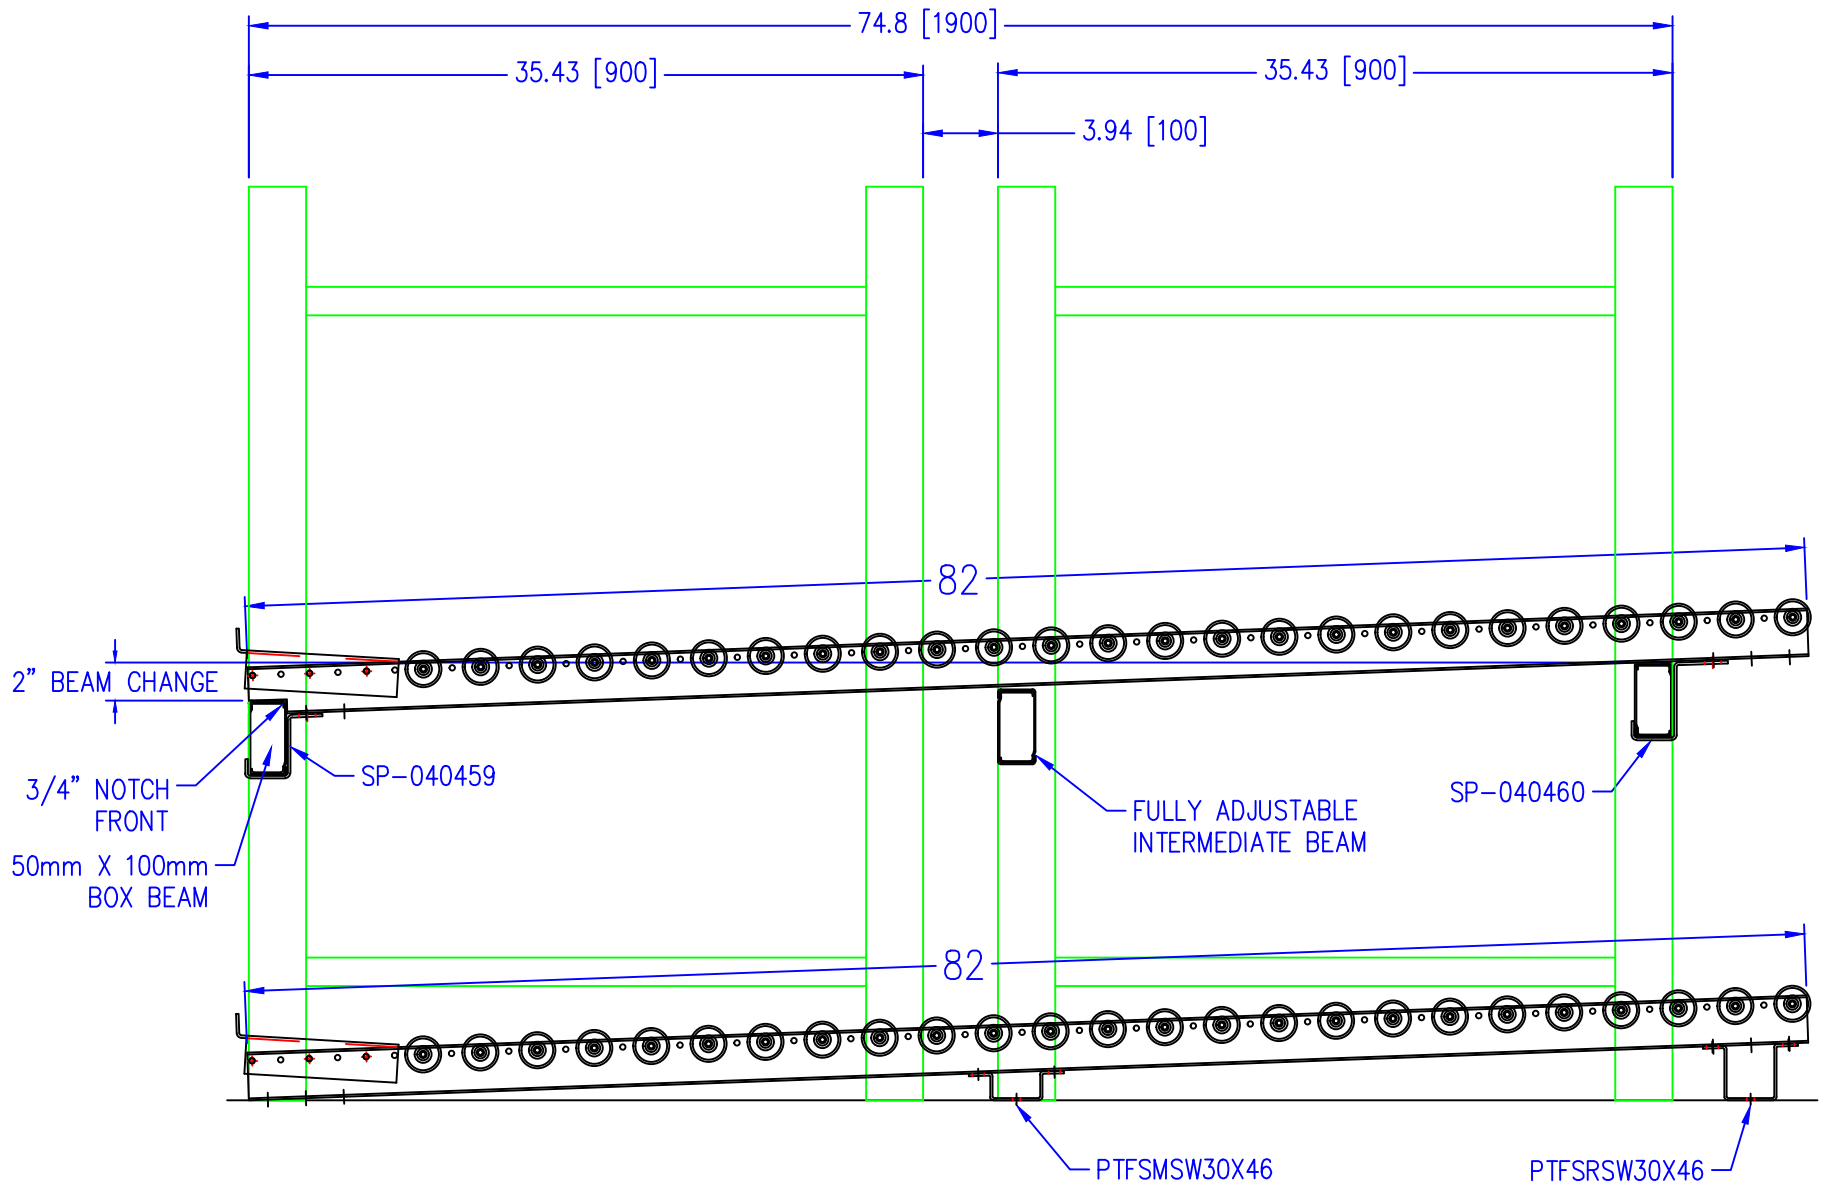 74.8 [1900]
35.43 [900]
35.43 [900]
3.94 [100]
82
2” BEAM CHANGE
3/4” NOTCH
FRONT
50mm X 100mm
BOX BEAM
SP-040459
FULLY ADJUSTABLE
INTERMEDIATE BEAM
SP-040460
82
PTFSMSW30X46
PTFSRSW30X46